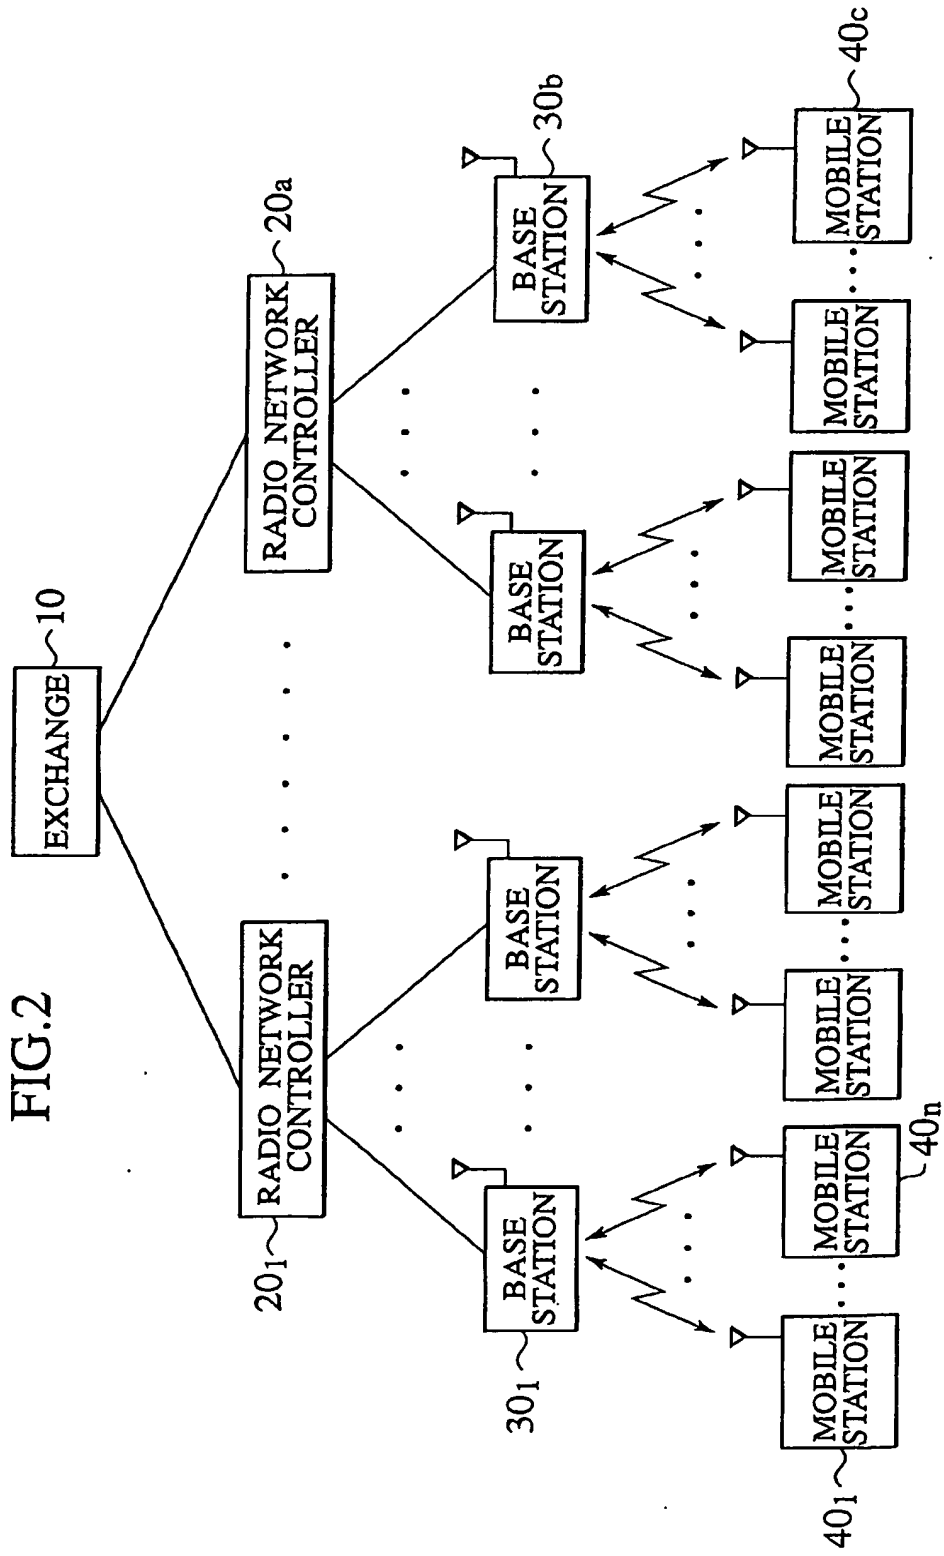 FIG.2
EXCHANGE
10
RADIO NETWORK
CONTROLLER
20₁
RADIO NETWORK
CONTROLLER
20a
BASE
STATION
30₁
BASE
STATION
BASE
STATION
BASE
STATION
30b
MOBILE
STATION
40₁
MOBILE
STATION
40n
MOBILE
STATION
MOBILE
STATION
MOBILE
STATION
MOBILE
STATION
MOBILE
STATION
MOBILE
STATION
40c